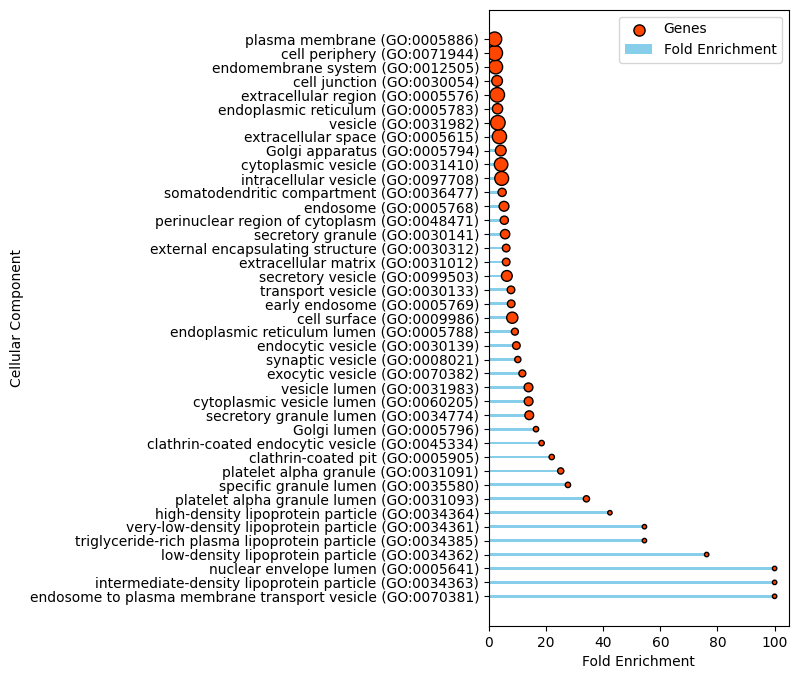 Genes
Fold Enrichment
plasma membrane (GO:0005886)
cell periphery (GO:0071944)
endomembrane system (GO:0012505)
cell junction (GO:0030054)
extracellular region (GO:0005576)
endoplasmic reticulum (GO:0005783)
vesicle (GO:0031982)
extracellular space (GO:0005615)
Golgi apparatus (GO:0005794)
cytoplasmic vesicle (GO:0031410)
intracellular vesicle (GO:0097708)
somatodendritic compartment (GO:0036477)
endosome (GO:0005768)
perinuclear region of cytoplasm (GO:0048471)
secretory granule (GO:0030141)
external encapsulating structure (GO:0030312)
extracellular matrix (GO:0031012)
secretory vesicle (GO:0099503)
transport vesicle (GO:0030133)
early endosome (GO:0005769)
cell surface (GO:0009986)
endoplasmic reticulum lumen (GO:0005788)
endocytic vesicle (GO:0030139)
synaptic vesicle (GO:0008021)
exocytic vesicle (GO:0070382)
vesicle lumen (GO:0031983)
cytoplasmic vesicle lumen (GO:0060205)
secretory granule lumen (GO:0034774)
Golgi lumen (GO:0005796)
clathrin-coated endocytic vesicle (GO:0045334)
clathrin-coated pit (GO:0005905)
platelet alpha granule (GO:0031091)
specific granule lumen (GO:0035580)
platelet alpha granule lumen (GO:0031093)
high-density lipoprotein particle (GO:0034364)
very-low-density lipoprotein particle (GO:0034361)
triglyceride-rich plasma lipoprotein particle (GO:0034385)
low-density lipoprotein particle (GO:0034362)
nuclear envelope lumen (GO:0005641)
intermediate-density lipoprotein particle (GO:0034363)
endosome to plasma membrane transport vesicle (GO:0070381)
Cellular Component
0 20 40 60 80 100
Fold Enrichment